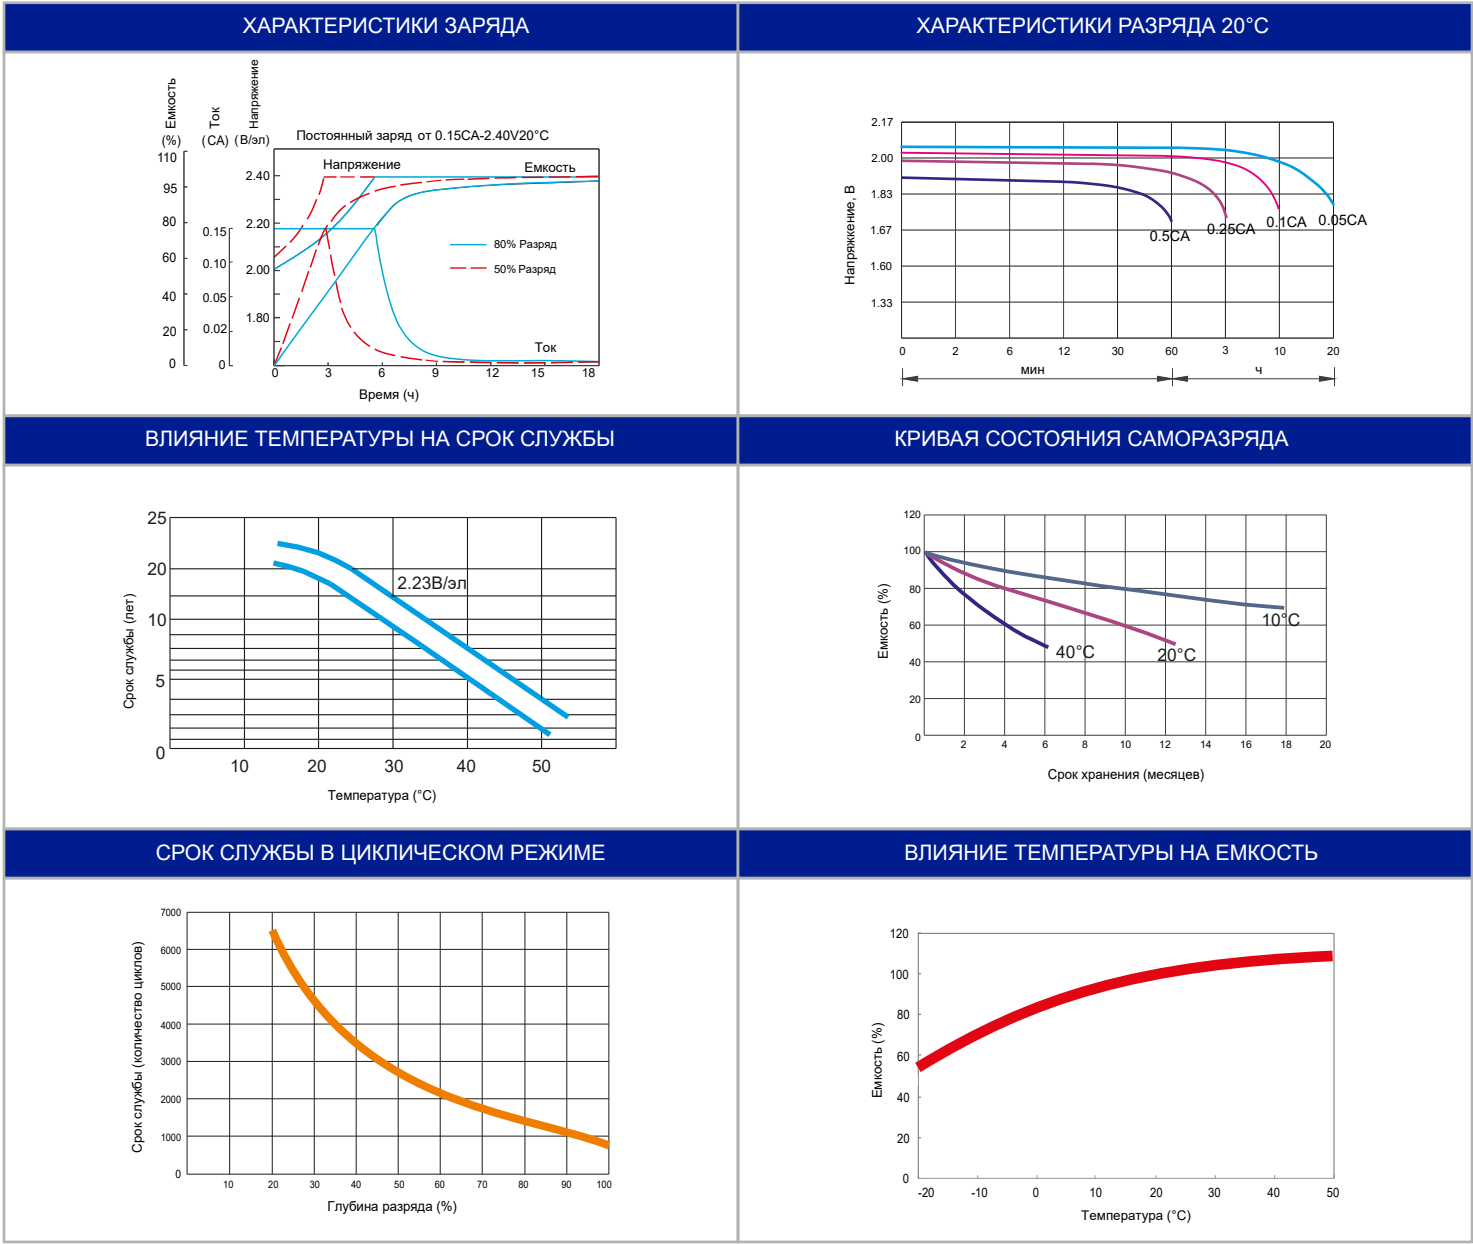 ХАРАКТЕРИСТИКИ ЗАРЯДА
Емкость
(%)
Ток
(CA)
Напряжение
(В/эл)
Постоянный заряд от 0.15CA-2.40V20°C
110
95
80
60
40
20
0
0.15
0.10
0.05
0.02
0
2.40
2.20
2.00
1.80
Напряжение
Емкость
80% Разряд
50% Разряд
Ток
0 3 6 9 12 15 18
Время (ч)
ХАРАКТЕРИСТИКИ РАЗРЯДА 20°C
Напряжкение, В
2.17
2.00
1.83
1.67
1.60
1.33
0.5CA 0.25CA 0.1CA 0.05CA
0 2 6 12 30 60 3 10 20
мин ч
ВЛИЯНИЕ ТЕМПЕРАТУРЫ НА СРОК СЛУЖБЫ
Срок службы (лет)
25
20
10
5
0
2.23В/эл
10 20 30 40 50
Температура (°C)
КРИВАЯ СОСТОЯНИЯ САМОРАЗРЯДА
Емкость (%)
120
100
80
60
40
20
0
10°C
20°C
40°C
2 4 6 8 10 12 14 16 18 20
Срок хранения (месяцев)
СРОК СЛУЖБЫ В ЦИКЛИЧЕСКОМ РЕЖИМЕ
Срок службы (количество циклов)
7000
6000
5000
4000
3000
2000
1000
0
10 20 30 40 50 60 70 80 90 100
Глубина разряда (%)
ВЛИЯНИЕ ТЕМПЕРАТУРЫ НА ЕМКОСТЬ
Емкость (%)
120
100
80
60
40
20
0
-20 -10 0 10 20 30 40 50
Температура (°C)